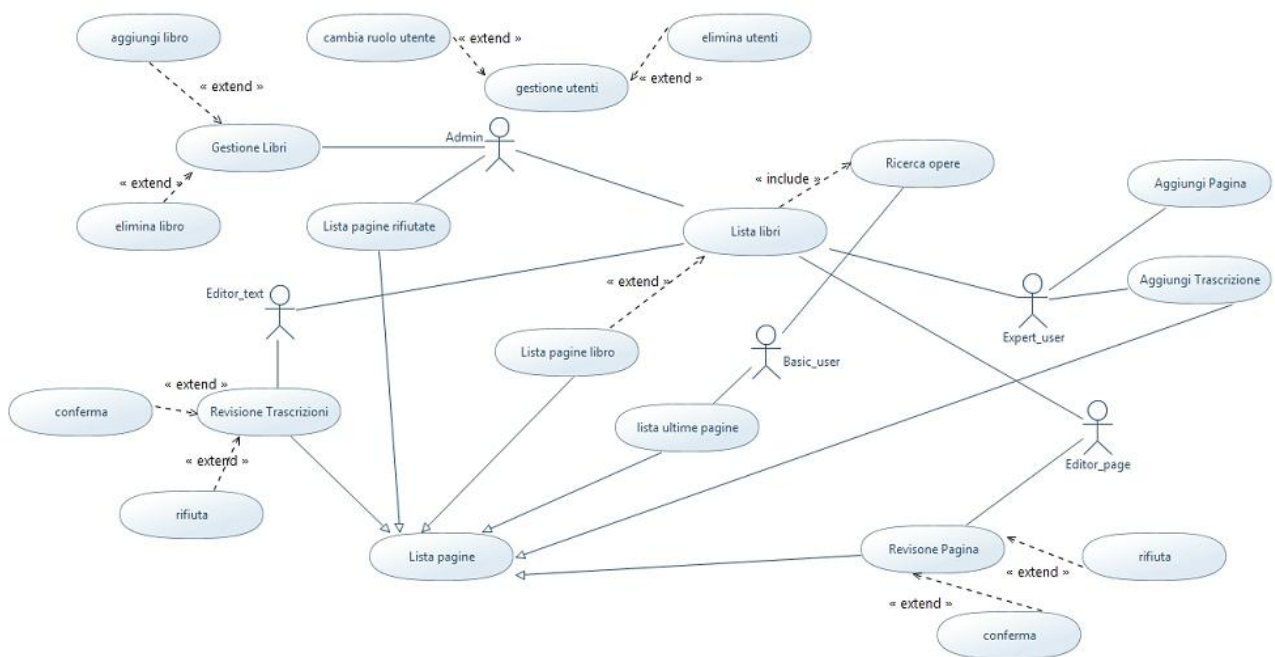 aggiungi libro
cambia ruolo utente
« extend »
elimina utenti
« extend »
« extend »
gestione utenti
Admin
Gestione Libri
Ricerca opere
« include »
« extend »
Aggiungi Pagina
elimina libro
Lista pagine rifiutate
Lista libri
Editor_text
« extend »
Aggiungi Trascrizione
Expert_user
Lista pagine libro
Basic_user
« extend »
conferma
Revisione Trascrizioni
lista ultime pagine
« extend »
Editor_page
rifiuta
Lista pagine
Revisone Pagina
rifiuta
« extend »
« extend »
conferma